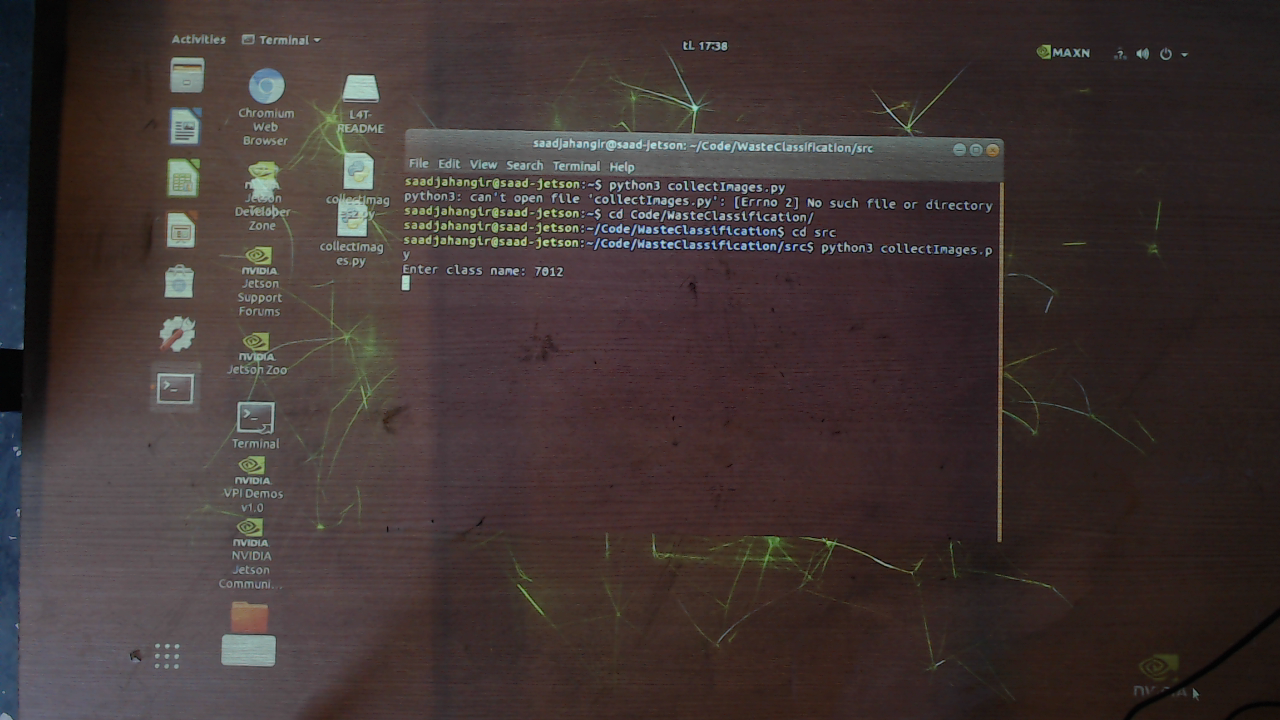 Activities
Terminal
tl. 17:38
MAXN
Chromium
Web
Browser
L4T-
README
NVIDIA.
Jetson
Developer
Zone
collectImag
collectImag
es.py
NVIDIA.
Jetson
Support
Forums
NVIDIA.
Jetson Zoo
Terminal
NVIDIA.
VPI Demos
v1.0
NVIDIA.
NVIDIA
Jetson
Communi...
saadjahangir@saad-jetson: ~/Code/WasteClassification/src
File Edit View Search Terminal Help
saadjahangir@saad-jetson:~$ python3 collectImages.py
python3: can't open file 'collectImages.py': [Errno 2] No such file or directory
saadjahangir@saad-jetson:~$ cd Code/WasteClassification/
saadjahangir@saad-jetson:~/Code/WasteClassification$ cd src
saadjahangir@saad-jetson:~/Code/WasteClassification/src$ python3 collectImages.p
y
Enter class name: 7012
NVIDIA